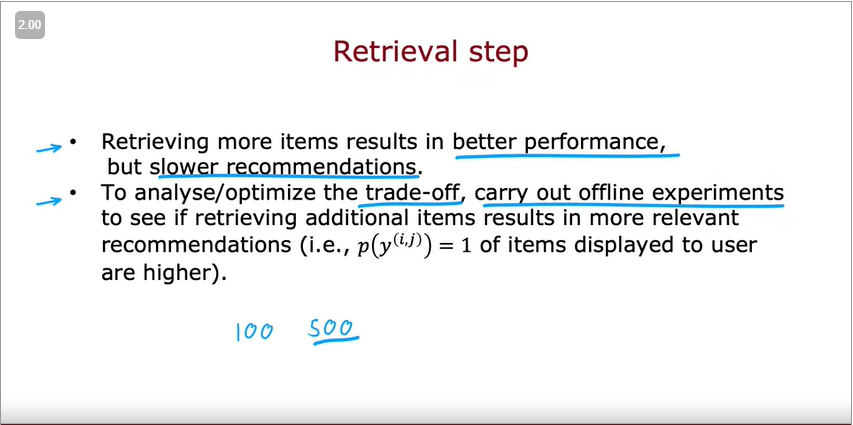 2.00
Retrieval step
• Retrieving more items results in better performance,
but slower recommendations.
• To analyse/optimize the trade-off, carry out offline experiments
to see if retrieving additional items results in more relevant
recommendations (i.e., p(y^(i,j)) = 1 of items displayed to user
are higher).
100 500